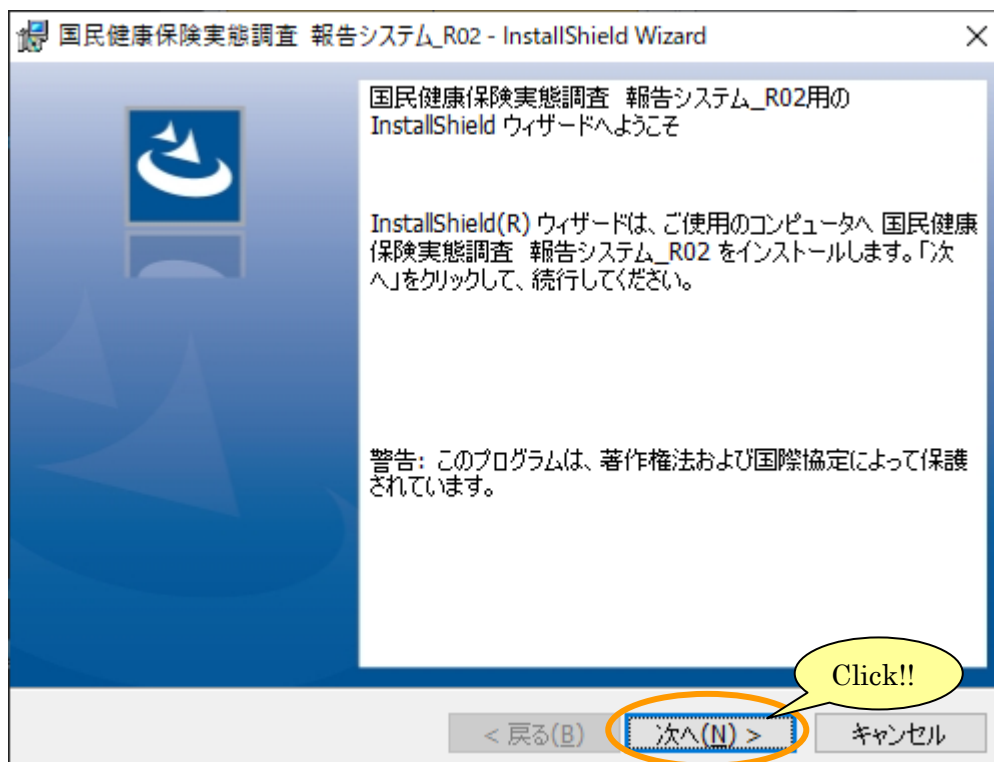 国民健康保険実態調査 報告システム_R02 - InstallShield Wizard
国民健康保険実態調査 報告システム_R02用の
InstallShield ウィザードへようこそ
InstallShield(R) ウィザードは、ご使用のコンピュータへ 国民健康
保険実態調査 報告システム_R02 をインストールします。「次
へ」をクリックして、続行してください。
警告: このプログラムは、著作権法および国際協定によって保護
されています。
Click!!
< 戻る(B)
次へ(N) >
キャンセル